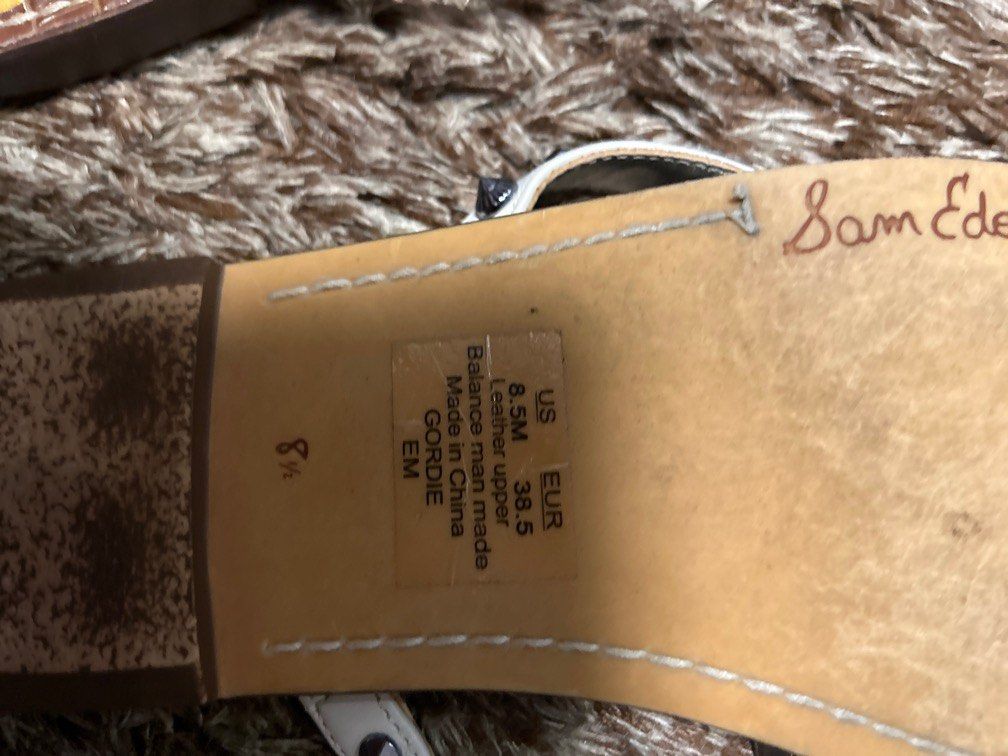 Sam Ede
US EUR
8.5M 38.5
Leather upper
Balance man made
Made in China
GORDIE
EM
8½